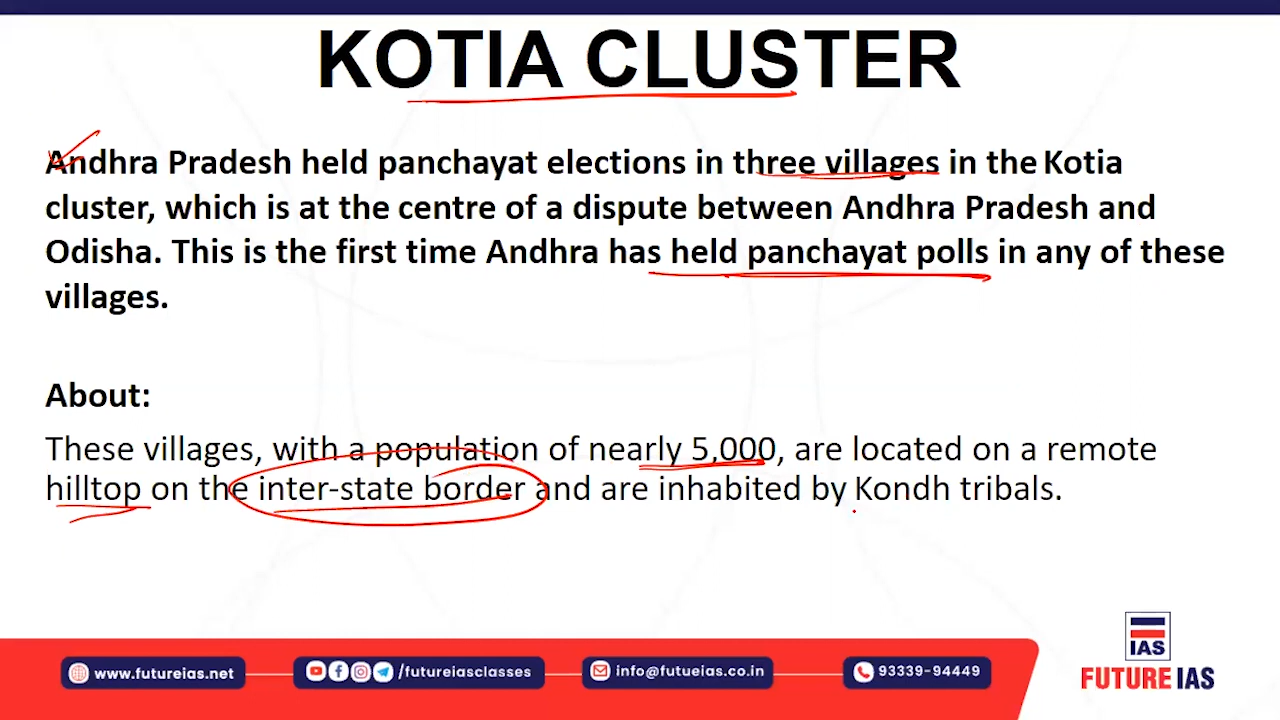 KOTIA CLUSTER
Andhra Pradesh held panchayat elections in three villages in the Kotia
cluster, which is at the centre of a dispute between Andhra Pradesh and
Odisha. This is the first time Andhra has held panchayat polls in any of these
villages.
About:
These villages, with a population of nearly 5,000, are located on a remote
hilltop on the inter-state border and are inhabited by Kondh tribals.
www.futureias.net
/futureiasclasses
info@futueias.co.in
93339-94449
IAS
FUTURE IAS